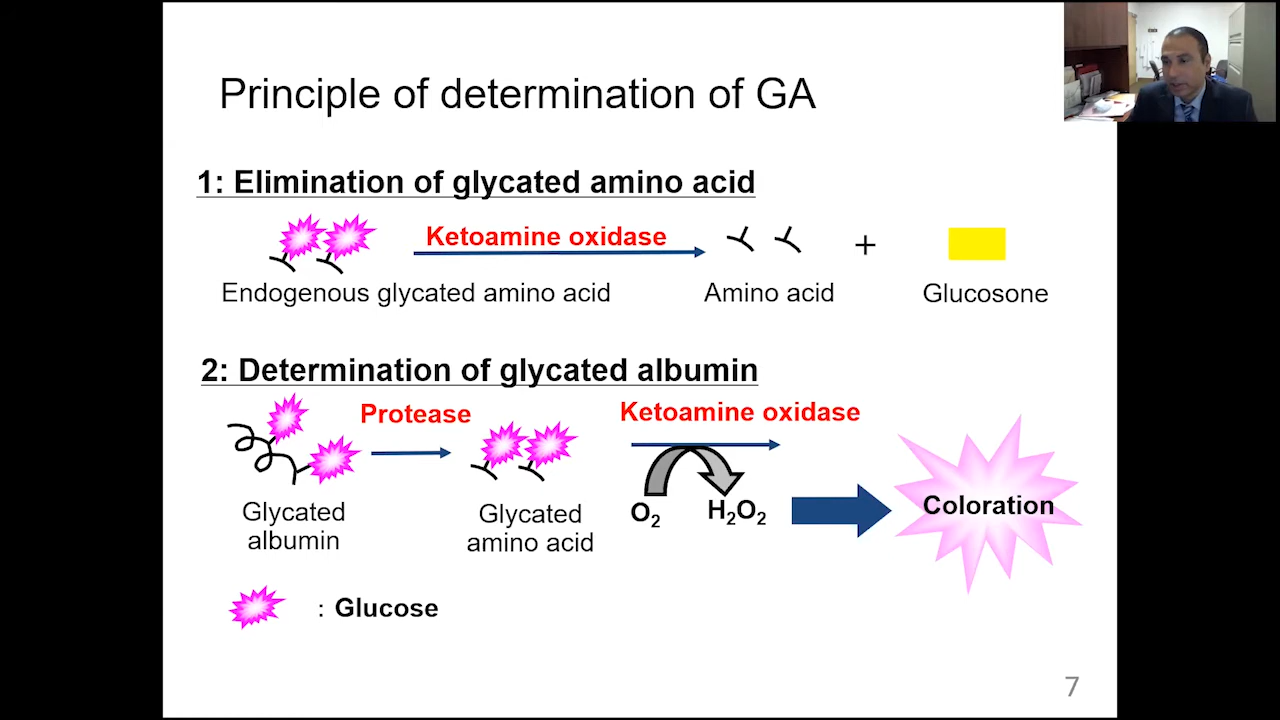 Principle of determination of GA
1: Elimination of glycated amino acid
Ketoamine oxidase
+
Endogenous glycated amino acid
Amino acid
Glucosone
2: Determination of glycated albumin
Protease
Ketoamine oxidase
O2
H2O2
Coloration
Glycated
albumin
Glycated
amino acid
: Glucose
7